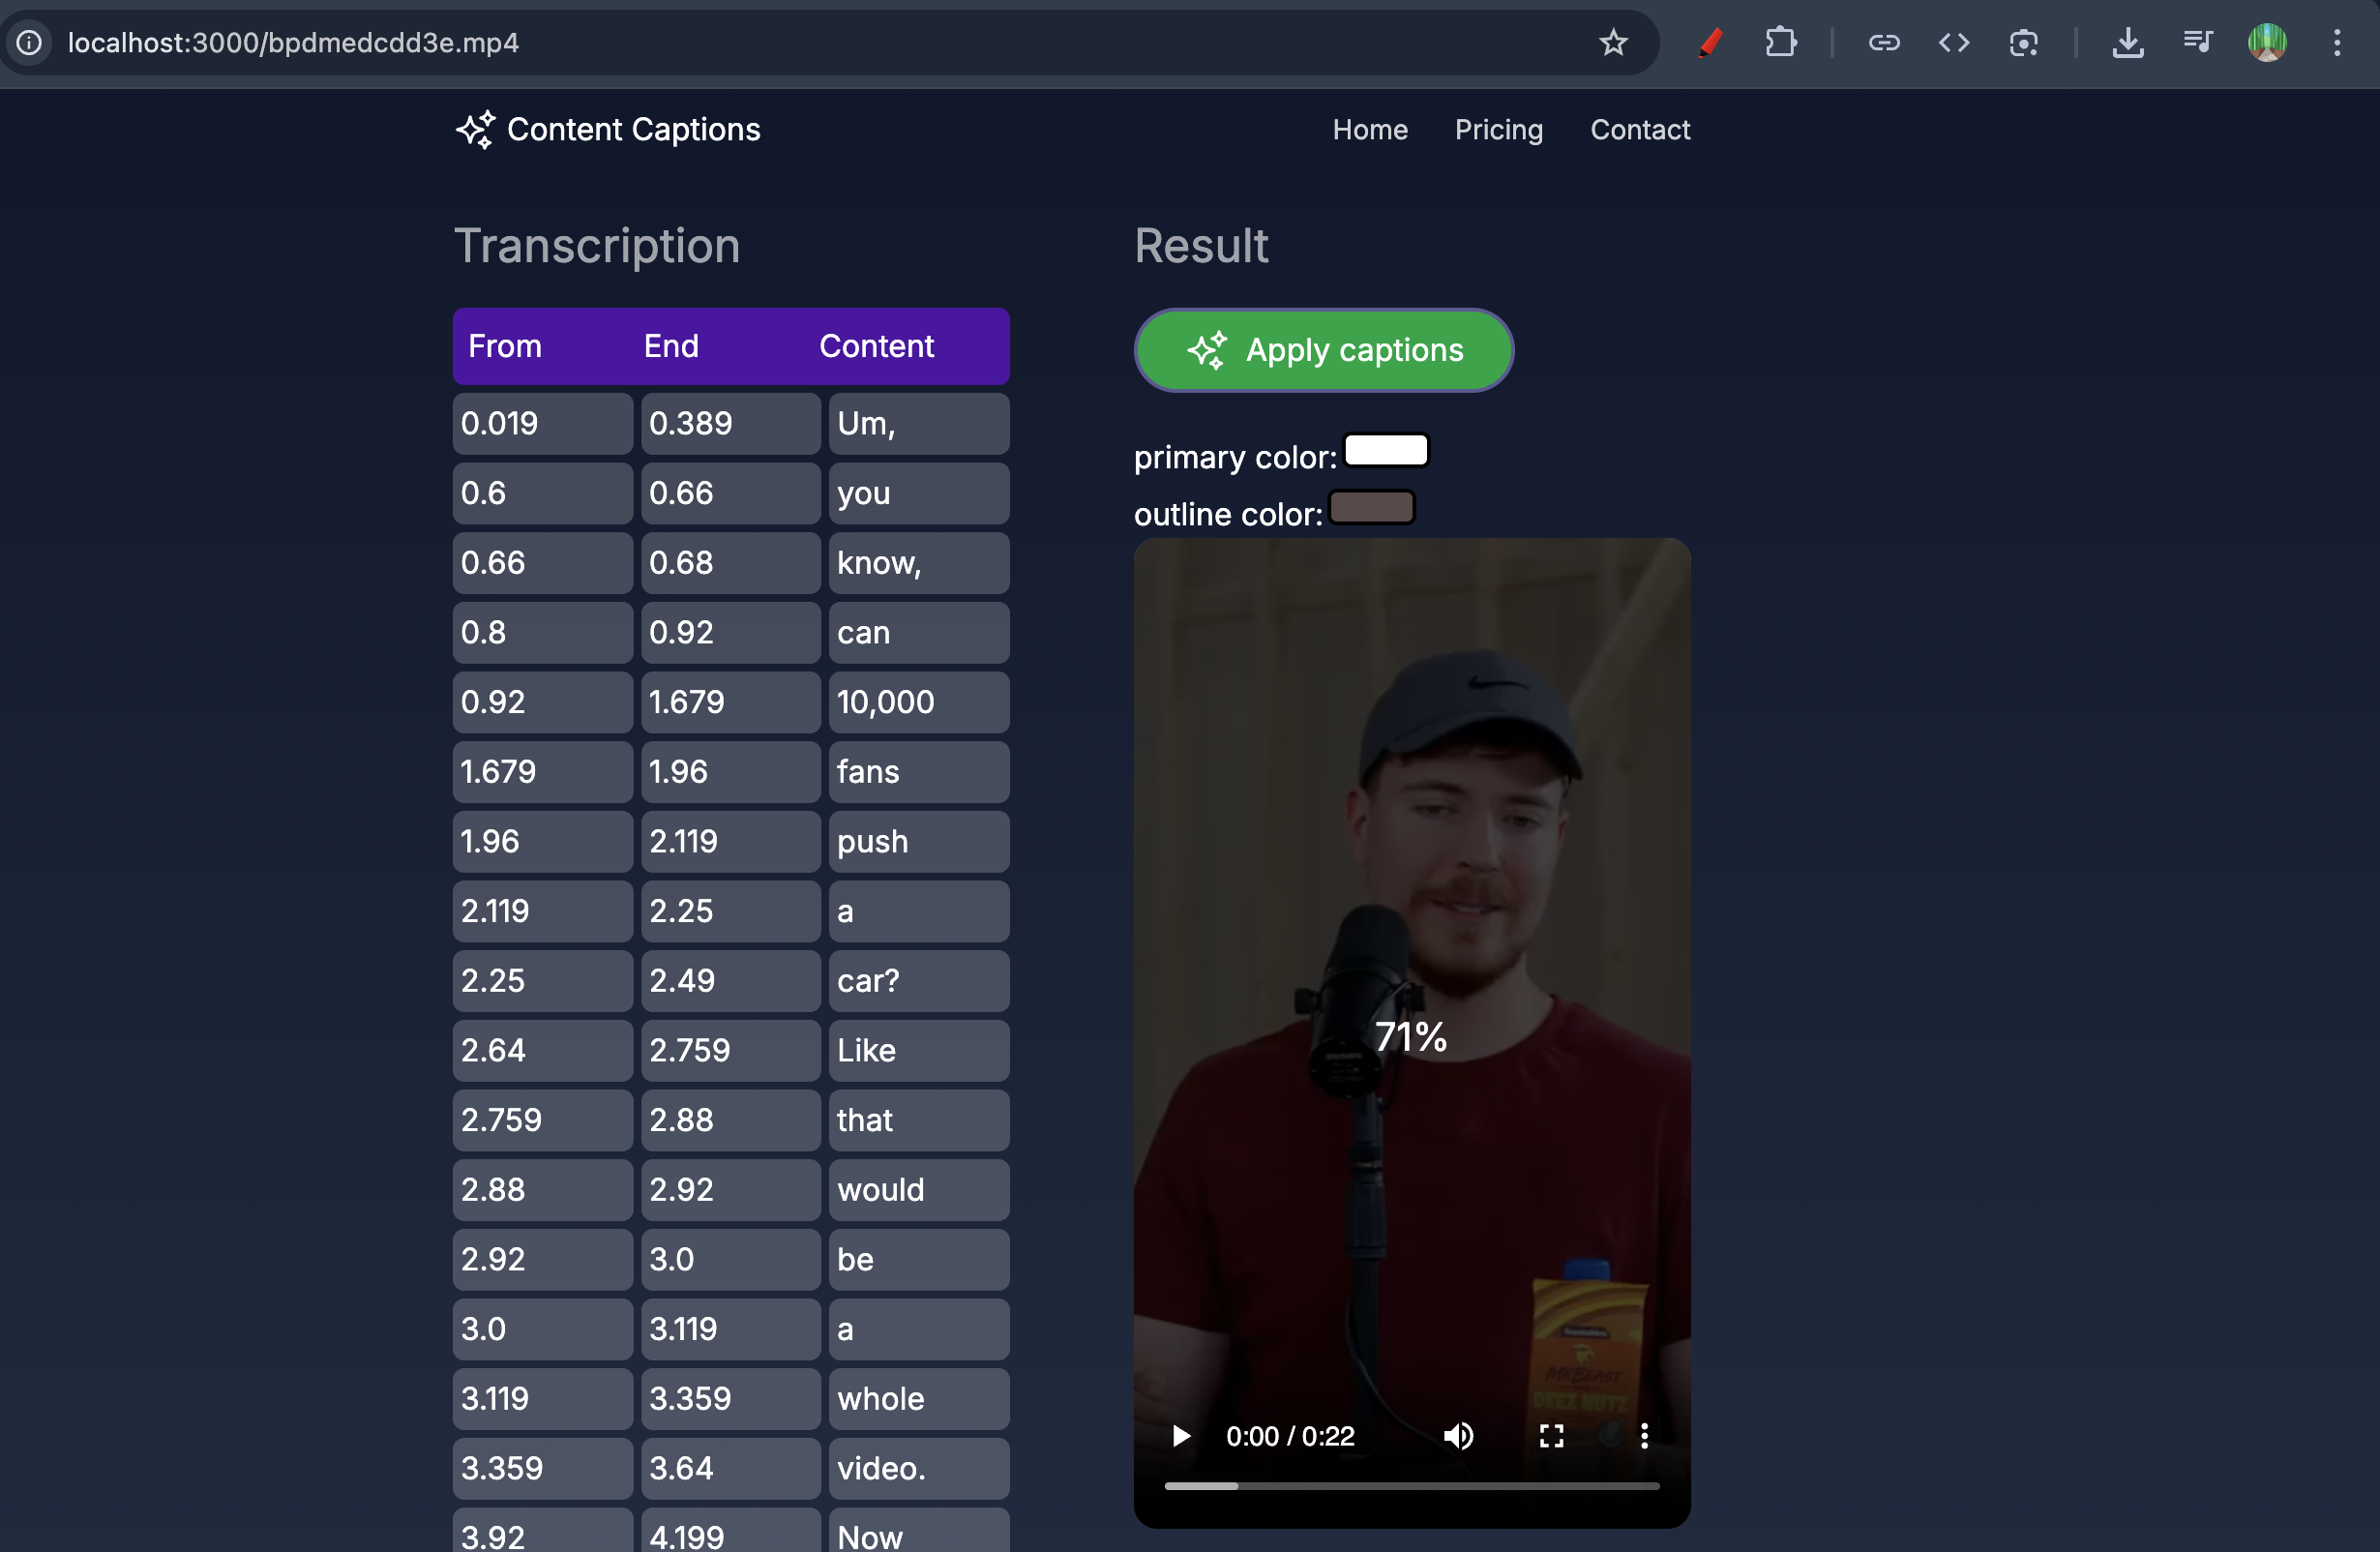 localhost:3000/bpdmedcdd3e.mp4
Content Captions
Home Pricing Contact
Transcription
From End Content
0.019 0.389 Um,
0.6 0.66 you
0.66 0.68 know,
0.8 0.92 can
0.92 1.679 10,000
1.679 1.96 fans
1.96 2.119 push
2.119 2.25 a
2.25 2.49 car?
2.64 2.759 Like
2.759 2.88 that
2.88 2.92 would
2.92 3.0 be
3.0 3.119 a
3.119 3.359 whole
3.359 3.64 video.
3.92 4.199 Now
Result
Apply captions
primary color:
outline color:
71%
MRBEAST
DEEZ NUTZ
0:00 / 0:22